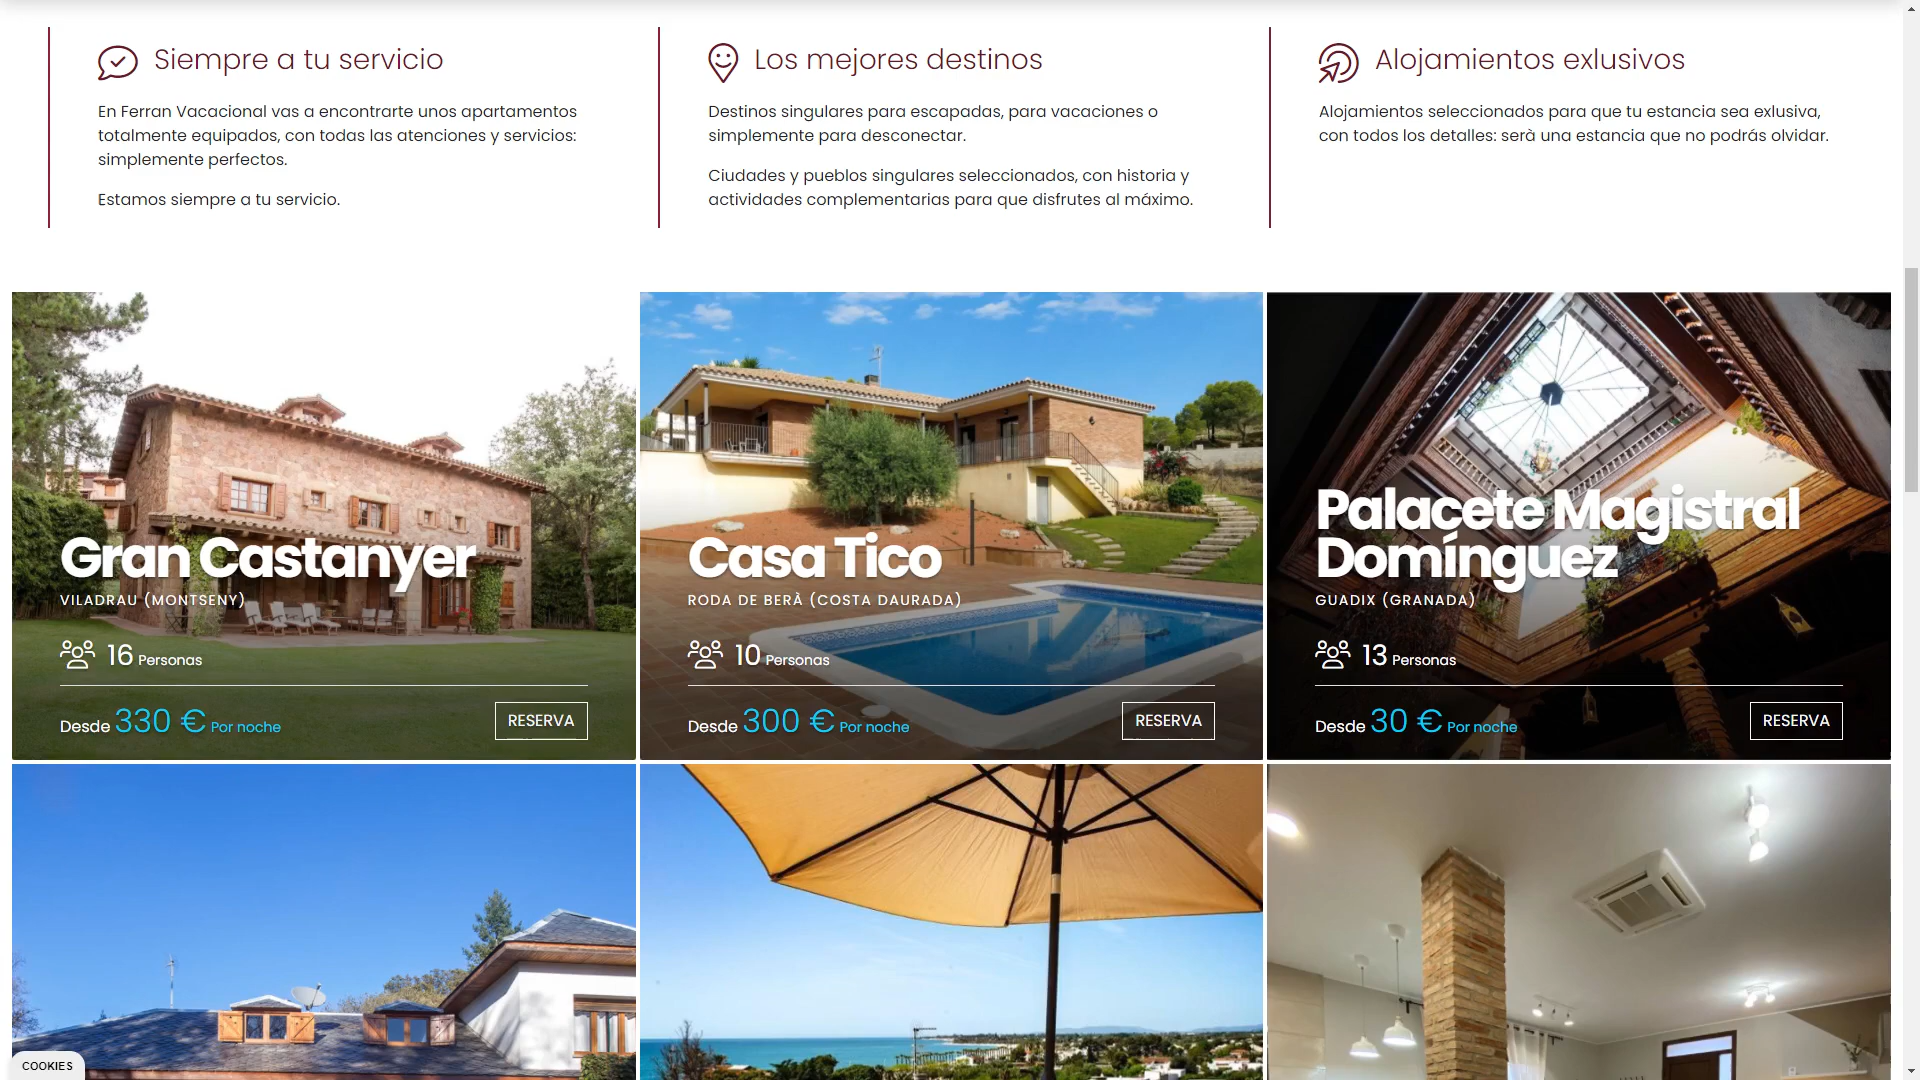 Siempre a tu servicio
En Ferran Vacacional vas a encontrarte unos apartamentos
totalmente equipados, con todas las atenciones y servicios:
simplemente perfectos.
Estamos siempre a tu servicio.
Los mejores destinos
Destinos singulares para escapadas, para vacaciones o
simplemente para desconectar.
Ciudades y pueblos singulares seleccionados, con historia y
actividades complementarias para que disfrutes al máximo.
Alojamientos exlusivos
Alojamientos seleccionados para que tu estancia sea exlusiva,
con todos los detalles: serà una estancia que no podrás olvidar.
Gran Castanyer
VILADRAU (MONTSENY)
16 Personas
Desde 330 € Por noche
RESERVA
Casa Tico
RODA DE BERÀ (COSTA DAURADA)
10 Personas
Desde 300 € Por noche
RESERVA
Palacete Magistral
Domínguez
GUADIX (GRANADA)
13 Personas
Desde 30 € Por noche
RESERVA
COOKIES